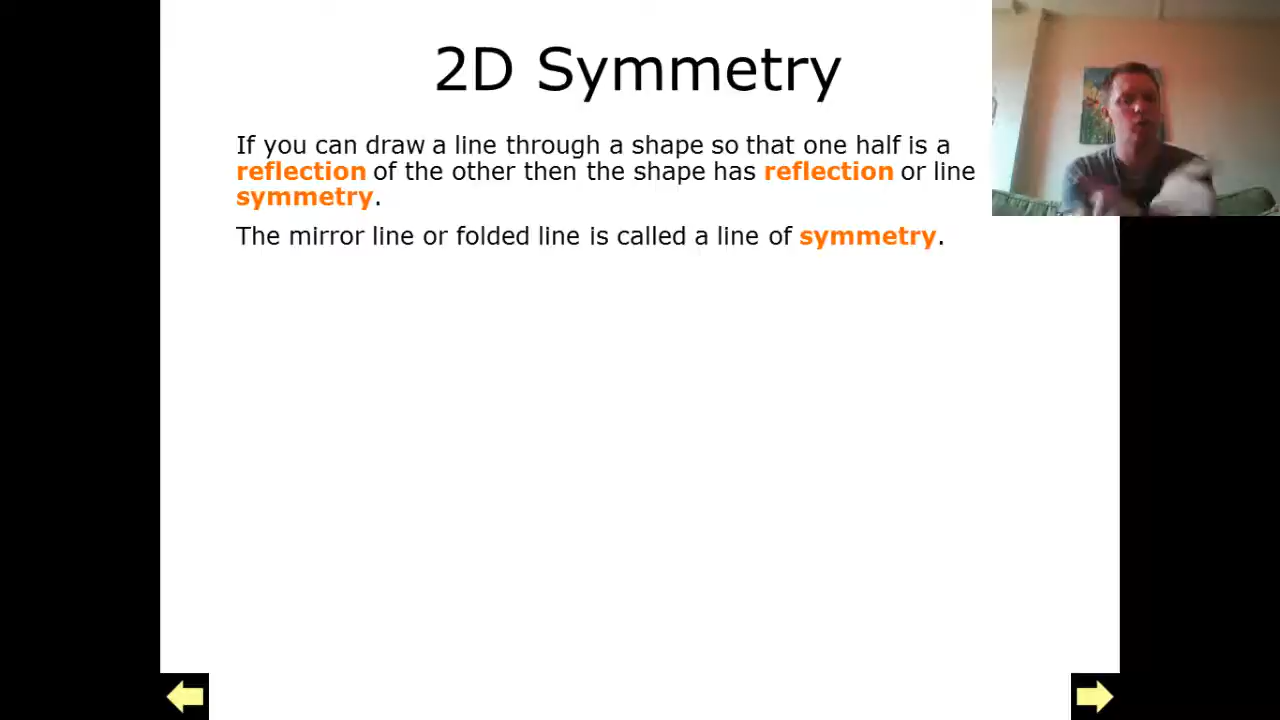 2D Symmetry
If you can draw a line through a shape so that one half is a
reflection of the other then the shape has reflection or line
symmetry.
The mirror line or folded line is called a line of symmetry.